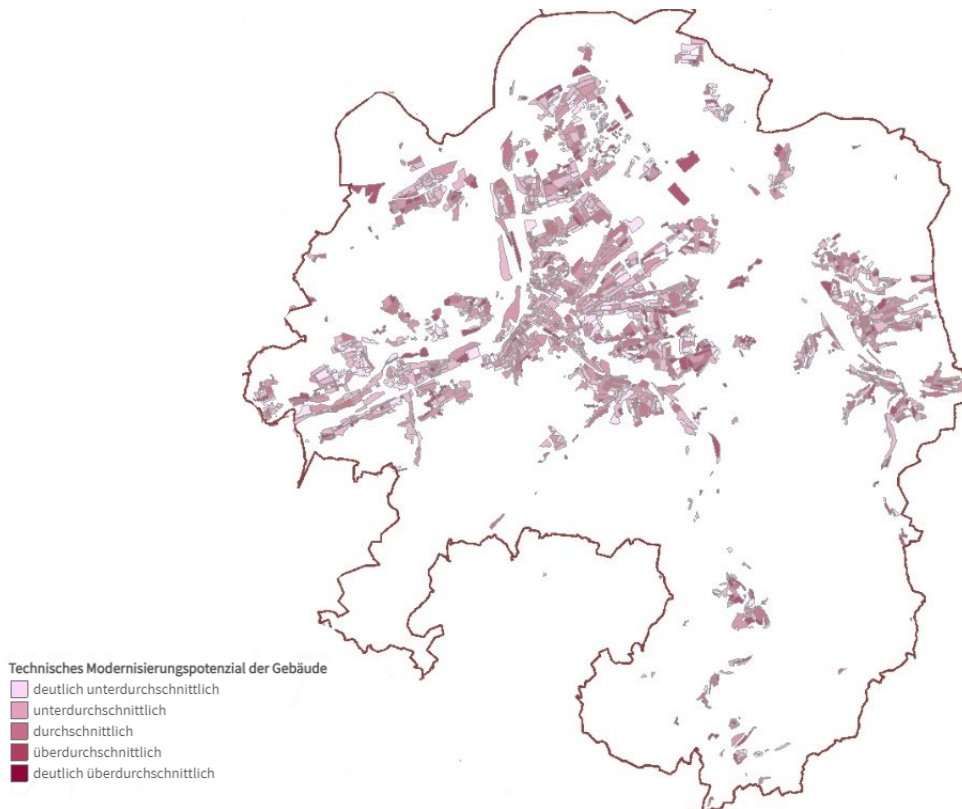 Technisches Modernisierungspotenzial der Gebäude
deutlich unterdurchschnittlich
unterdurchschnittlich
durchschnittlich
überdurchschnittlich
deutlich überdurchschnittlich